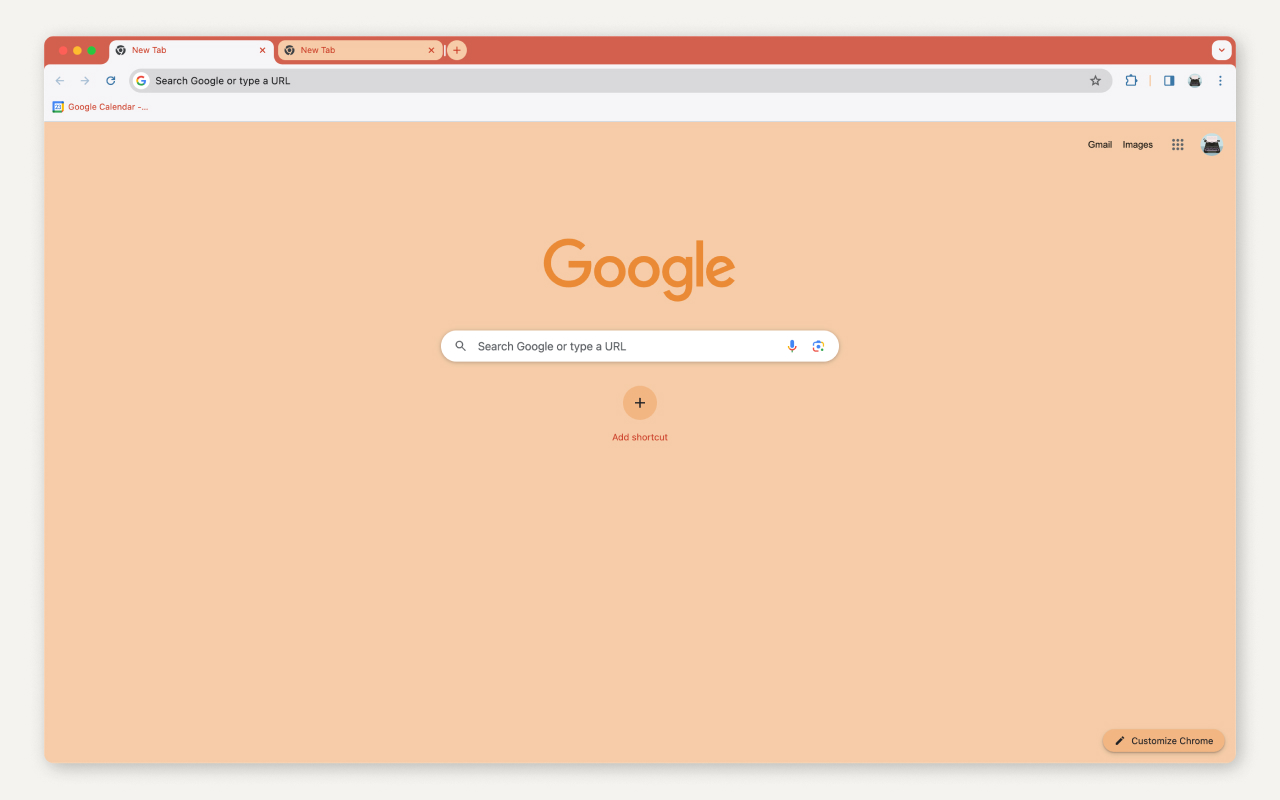 New Tab
New Tab
Search Google or type a URL
Google Calendar -...
Gmail
Images
Google
Search Google or type a URL
Add shortcut
Customize Chrome